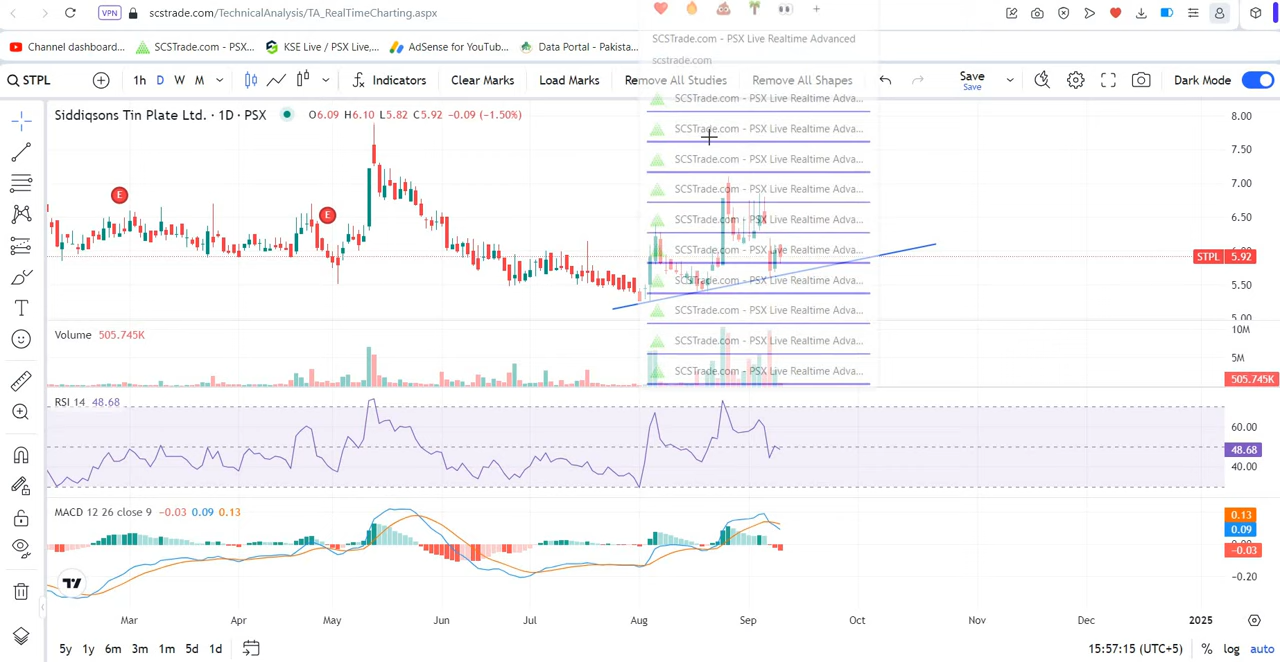 VPN scstrade.com/TechnicalAnalysis/TA_RealTimeCharting.aspx
Channel dashboard... SCSTrade.com - PSX... KSE Live / PSX Live,... AdSense for YouTub... Data Portal - Pakista...
SCSTrade.com - PSX Live Realtime Advanced
scstrade.com
STPL 1h D W M Indicators Clear Marks Load Marks Remove All Studies Remove All Shapes Save Save Dark Mode
SCSTrade.com - PSX Live Realtime Adva...
Siddiqsons Tin Plate Ltd. · 1D · PSX O6.09 H6.10 L5.82 C5.92 −0.09 (−1.50%)
8.00
SCSTrade.com - PSX Live Realtime Adva...
7.50
SCSTrade.com - PSX Live Realtime Adva...
7.00
SCSTrade.com - PSX Live Realtime Adva...
E
E
6.50
SCSTrade.com - PSX Live Realtime Adva...
SCSTrade.com - PSX Live Realtime Adva...
STPL 5.92
SCSTrade.com - PSX Live Realtime Adva...
5.50
SCSTrade.com - PSX Live Realtime Adva...
5.00
Volume 505.745K
10M
SCSTrade.com - PSX Live Realtime Adva...
5M
SCSTrade.com - PSX Li
505.745K
RSI 14 48.68
60.00
48.68
40.00
MACD 12 26 close 9 −0.03 0.09 0.13
0.13
0.09
−0.03
−0.20
Mar Apr May Jun Jul Aug Sep Oct Nov Dec 2025
5y 1y 6m 3m 1m 5d 1d 15:57:15 (UTC+5) % log auto